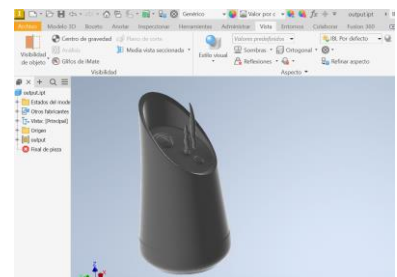 Genérico
Valor por c
fx
output.ipt
Archivo Modelo 3D Boceto Anotar Inspeccionar Herramientas Administrar Vista Entornos Colaborar Fusion 360
Visibilidad
de objeto
Centro de gravedad
Análisis
Glifos de iMate
Plano de corte
Media vista seccionada
Visibilidad
Estilo visual
Valores predefinidos
Sombras
Reflexiones
Ortogonal
IBL Por defecto
Refinar aspecto
Aspecto
output.ipt
Estados del mode
Otros fabricantes
Vista: [Principal]
Origen
output
Final de pieza